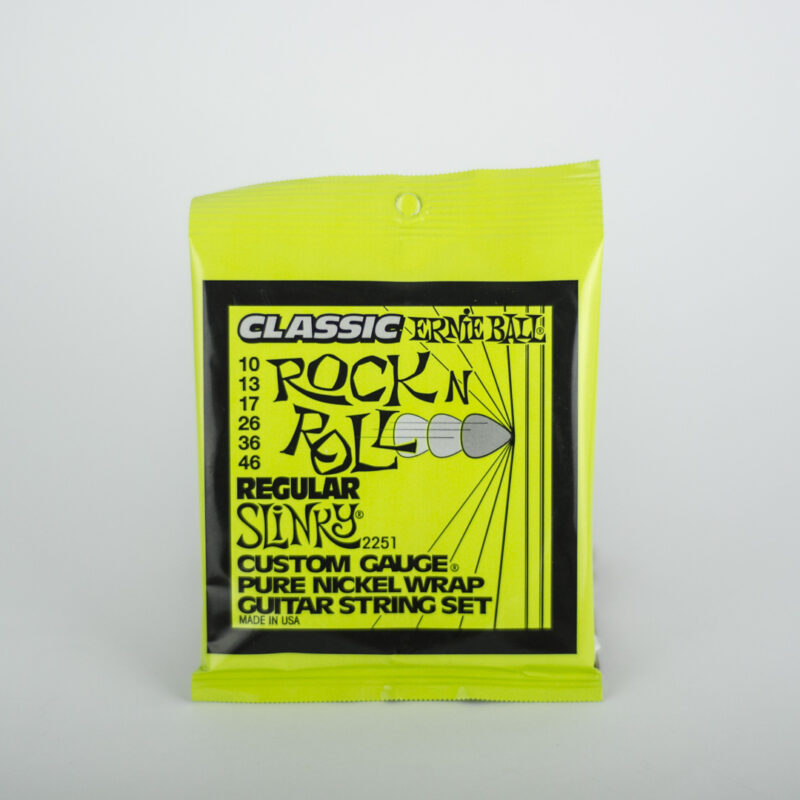 CLASSIC ERNIE BALL®
10
13
17
26
36
46
ROCK N
ROLL
REGULAR
SLINKY®
2251
CUSTOM GAUGE®
PURE NICKEL WRAP
GUITAR STRING SET
MADE IN USA